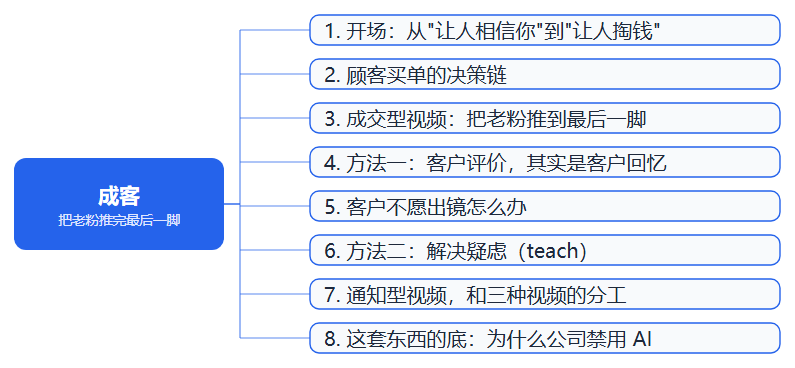 成客
把老粉推完最后一脚
1. 开场：从"让人相信你"到"让人掏钱"
2. 顾客买单的决策链
3. 成交型视频：把老粉推到最后一脚
4. 方法一：客户评价，其实是客户回忆
5. 客户不愿出镜怎么办
6. 方法二：解决疑虑（teach）
7. 通知型视频，和三种视频的分工
8. 这套东西的底：为什么公司禁用 AI